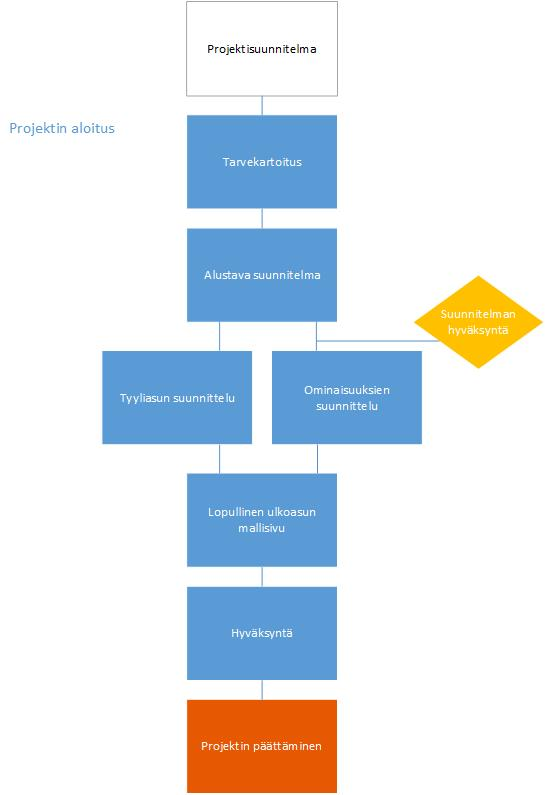 Projektisuunnitelma
Projektin aloitus
Tarvekartoitus
Alustava suunnitelma
Suunnitelman
hyväksyntä
Tyyliasun suunnittelu
Ominaisuuksien
suunnittelu
Lopullinen ulkoasun
mallisivu
Hyväksyntä
Projektin päättäminen